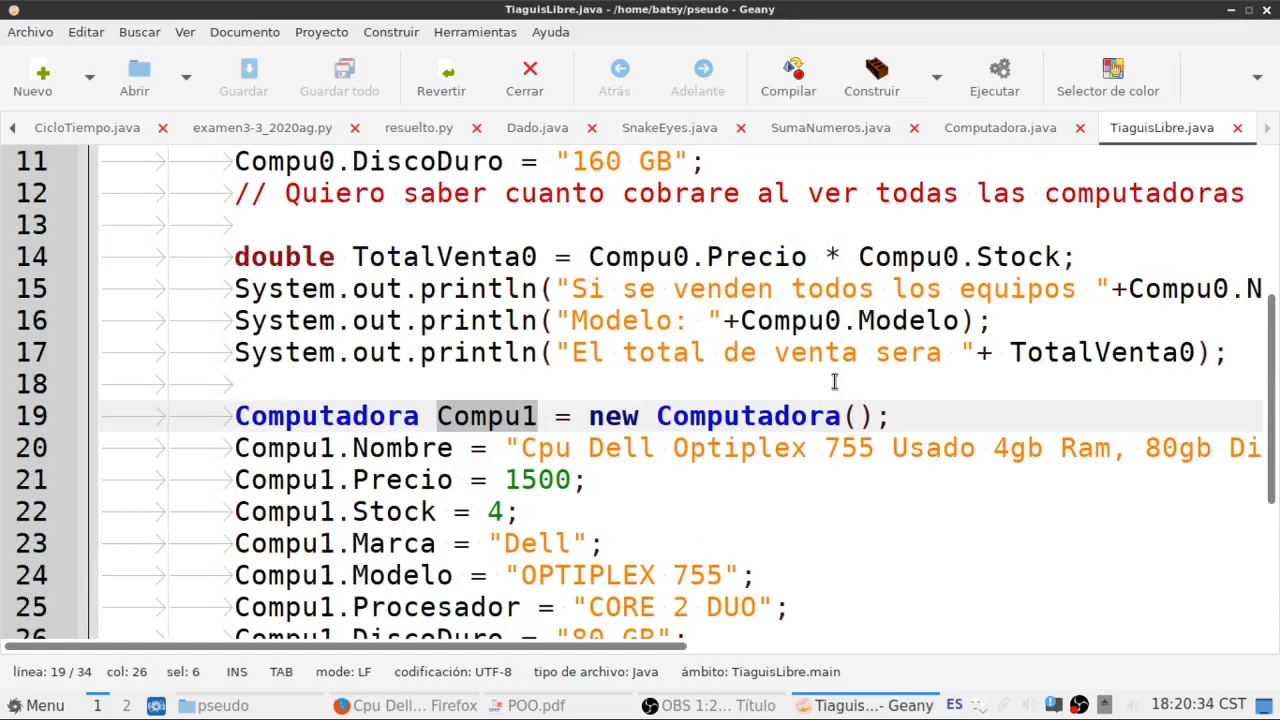 TiaguisLibre.java - /home/batsy/pseudo - Geany
Archivo Editar Buscar Ver Documento Proyecto Construir Herramientas Ayuda
Nuevo Abrir Guardar Guardar todo Revertir Cerrar Atrás Adelante Compilar Construir Ejecutar Selector de color
CicloTiempo.java examen3-3_2020ag.py resuelto.py Dado.java SnakeEyes.java SumaNumeros.java Computadora.java TiaguisLibre.java
11 Compu0.DiscoDuro = "160 GB";
12 // Quiero saber cuanto cobrare al ver todas las computadoras
13
14 double TotalVenta0 = Compu0.Precio * Compu0.Stock;
15 System.out.println("Si se venden todos los equipos "+Compu0.N
16 System.out.println("Modelo: "+Compu0.Modelo);
17 System.out.println("El total de venta sera "+ TotalVenta0);
18
19 Computadora Compu1 = new Computadora();
20 Compu1.Nombre = "Cpu Dell Optiplex 755 Usado 4gb Ram, 80gb Di
21 Compu1.Precio = 1500;
22 Compu1.Stock = 4;
23 Compu1.Marca = "Dell";
24 Compu1.Modelo = "OPTIPLEX 755";
25 Compu1.Procesador = "CORE 2 DUO";
26 Compu1.DiscoDuro = "80 GB";
línea: 19 / 34 col: 26 sel: 6 INS TAB mode: LF codificación: UTF-8 tipo de archivo: Java ámbito: TiaguisLibre.main
Menu 1 2 pseudo Cpu Dell... Firefox POO.pdf OBS 1:2... Título Tiaguis...- Geany ES 18:20:34 CST